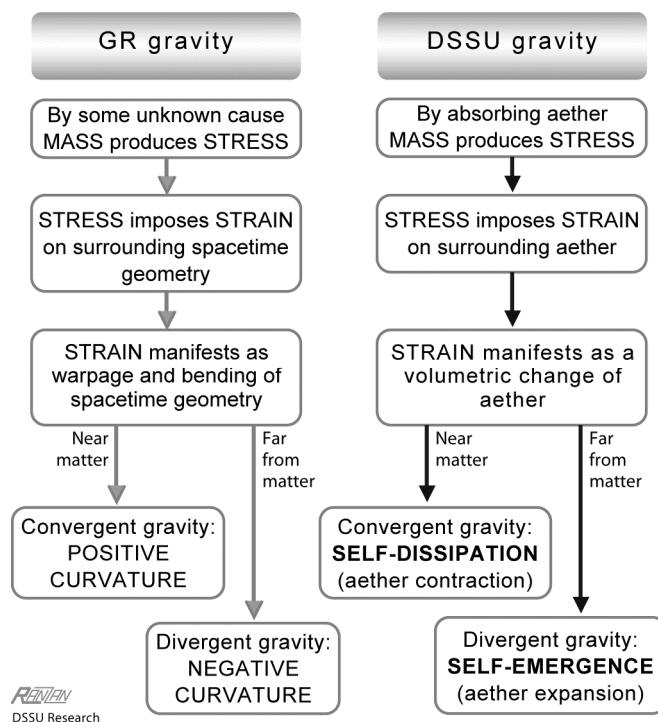 GR gravity
By some unknown cause
MASS produces STRESS
STRESS imposes STRAIN
on surrounding spacetime
geometry
STRAIN manifests as
warpage and bending of
spacetime geometry
Near
matter
Far
from
matter
Convergent gravity:
POSITIVE
CURVATURE
Divergent gravity:
NEGATIVE
CURVATURE
DSSU gravity
By absorbing aether
MASS produces STRESS
STRESS imposes STRAIN
on surrounding aether
STRAIN manifests as a
volumetric change of
aether
Near
matter
Far
from
matter
Convergent gravity:
SELF-DISSIPATION
(aether contraction)
Divergent gravity:
SELF-EMERGENCE
(aether expansion)
RANZAN
DSSU Research